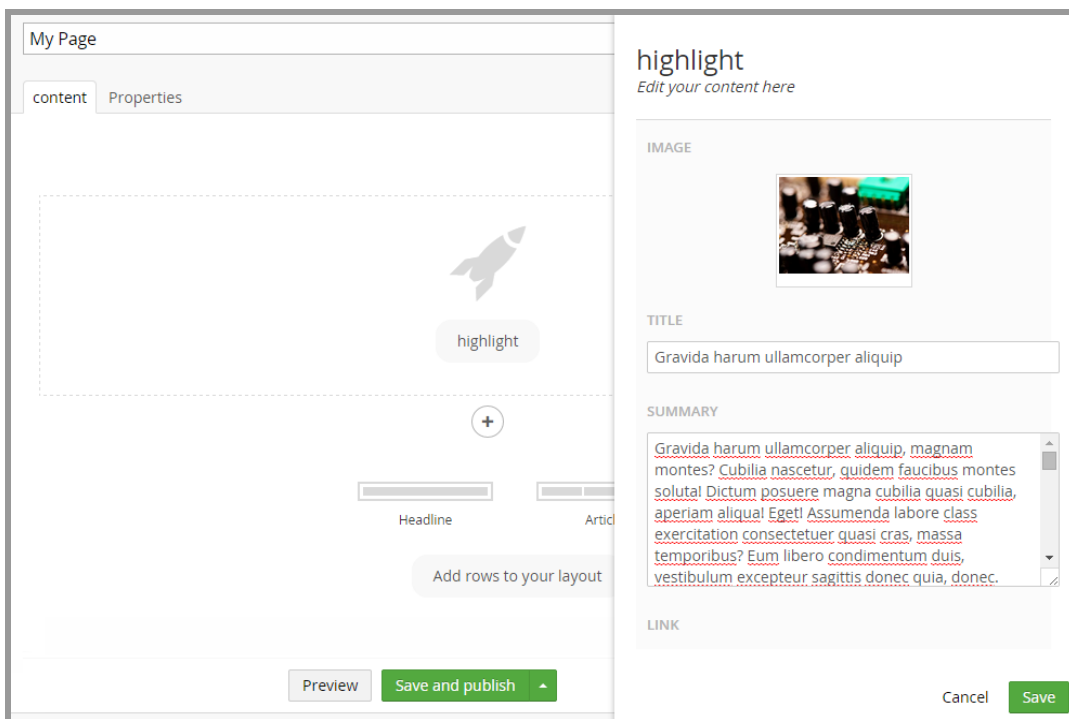 My Page
content Properties
highlight
Headline
Add rows to your layout
Preview Save and publish
highlight
Edit your content here
IMAGE
TITLE
Gravida harum ullamcorper aliquip
SUMMARY
Gravida harum ullamcorper aliquip, magnam
montes? Cubilia nascetur, quidem faucibus montes
soluta! Dictum posuere magna cubilia quasi cubilia,
aperiam aliqua! Eget! Assumenda labore class
exercitation consectetuer quasi cras, massa
temporibus? Eum libero condimentum duis,
vestibulum excepteur sagittis donec quia, donec.
LINK
Cancel Save